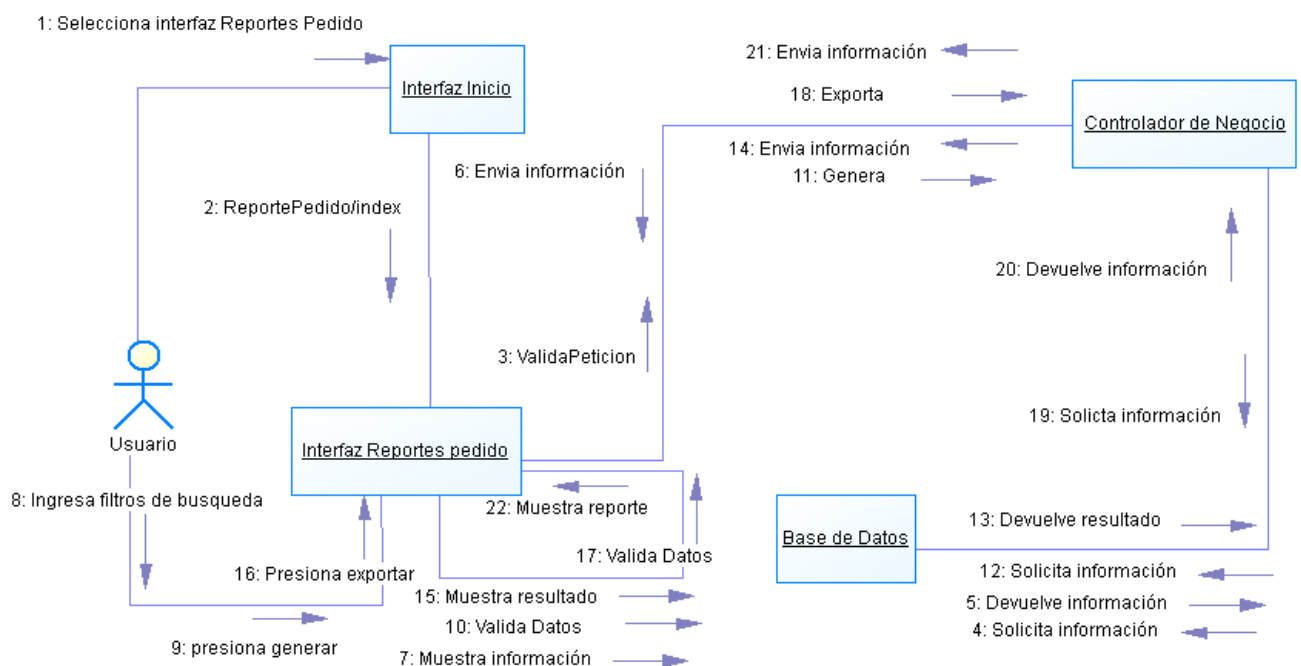 1: Selecciona interfaz Reportes Pedido
Interfaz Inicio
21: Envia información
18: Exporta
Controlador de Negocio
14: Envia información
11: Genera
6: Envia información
2: ReportePedido/index
20: Devuelve información
3: ValidaPeticion
19: Solicta información
Usuario
Interfaz Reportes pedido
8: Ingresa filtros de busqueda
22: Muestra reporte
13: Devuelve resultado
Base de Datos
17: Valida Datos
16: Presiona exportar
12: Solicita información
15: Muestra resultado
5: Devuelve información
10: Valida Datos
4: Solicita información
9: presiona generar
7: Muestra información